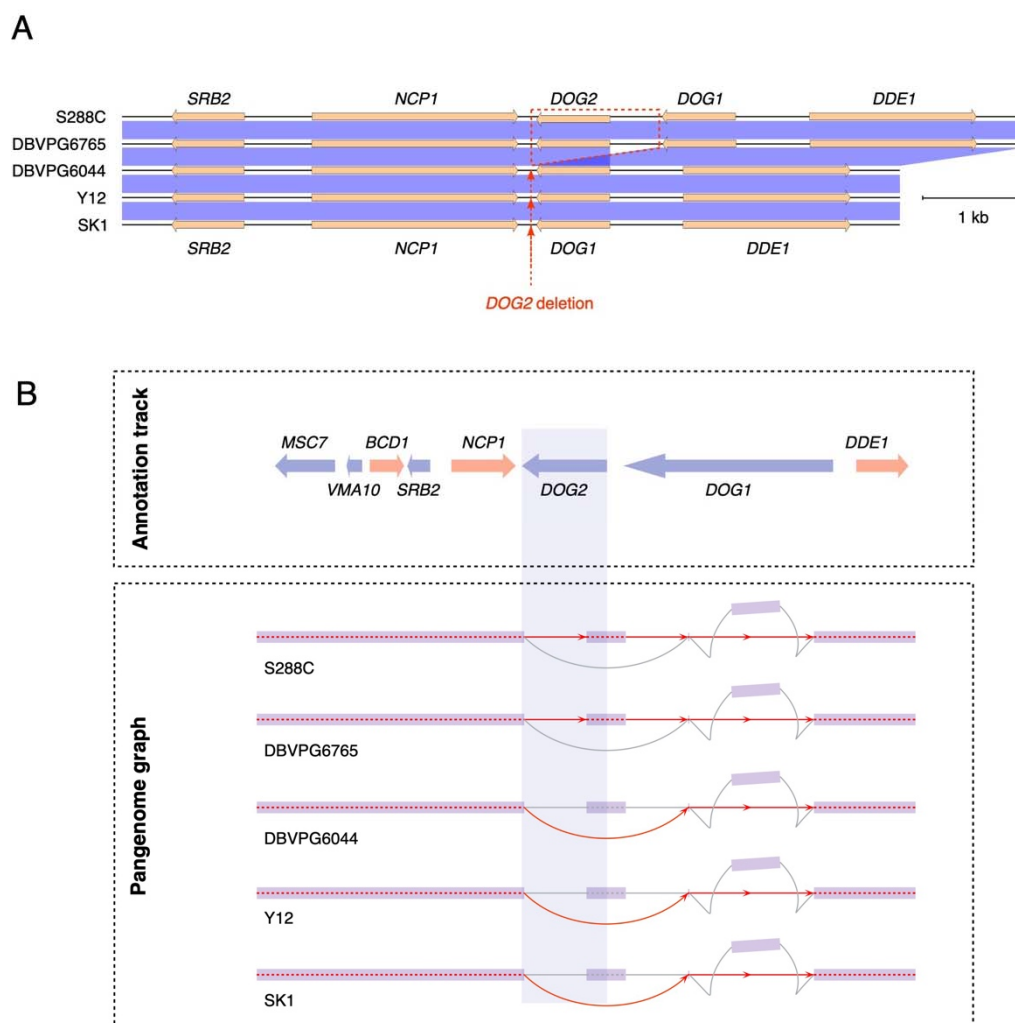 A
SRB2 NCP1 DOG2 DOG1 DDE1
S288C
DBVPG6765
DBVPG6044
Y12
SK1
1 kb
SRB2 NCP1 DOG1 DDE1
DOG2 deletion
B
Annotation track
MSC7 BCD1 NCP1 DDE1
VMA10 SRB2 DOG2 DOG1
Pangenome graph
S288C
DBVPG6765
DBVPG6044
Y12
SK1